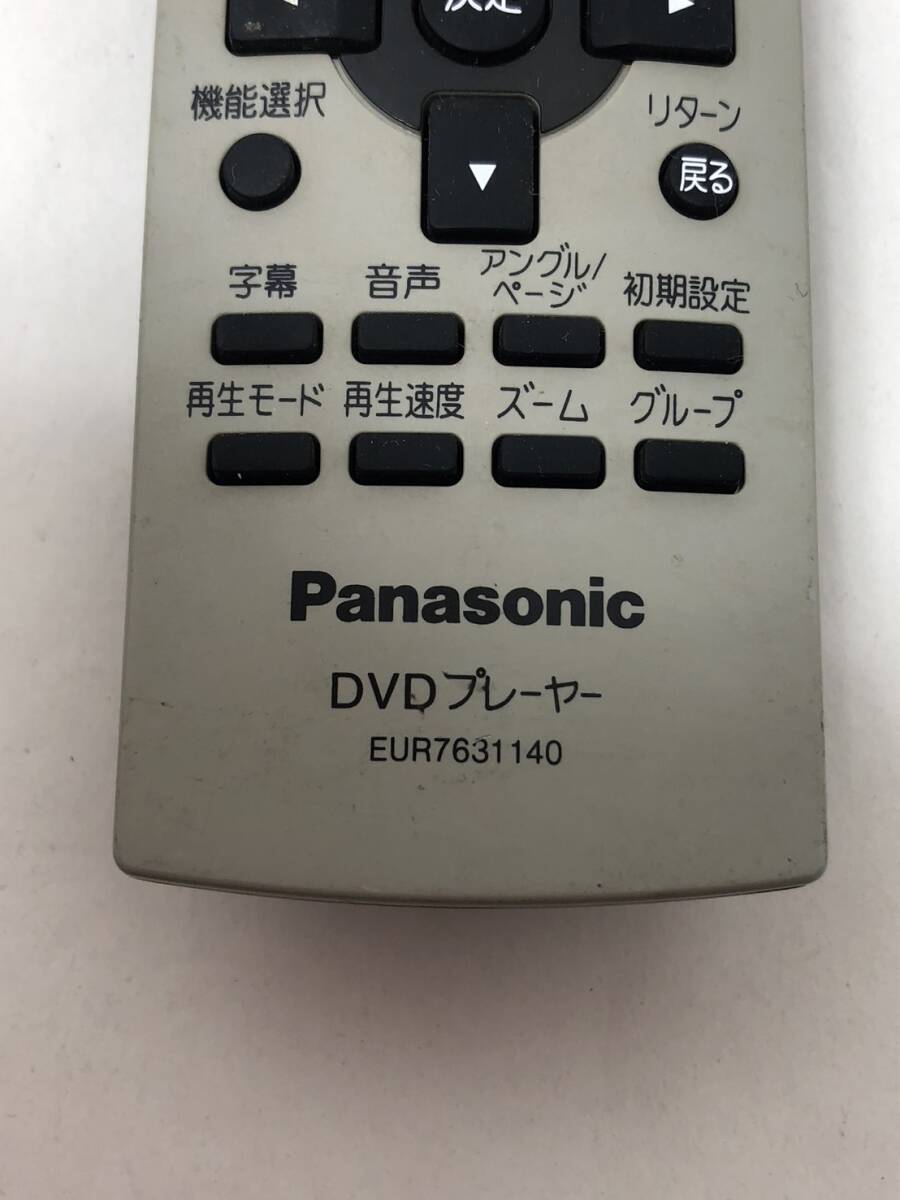 決定
機能選択
リターン
戻る
字幕
音声
アングル/
ページ
初期設定
再生モード
再生速度
ズーム
グループ
Panasonic
DVDプレーヤー
EUR7631140